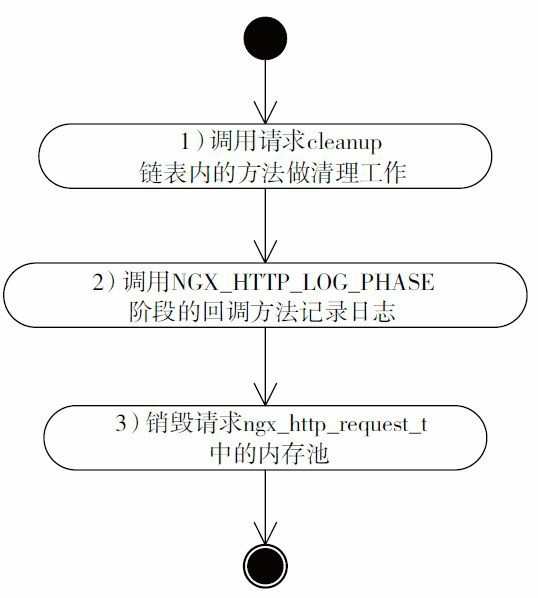 1)调用请求cleanup
链表内的方法做清理工作
2)调用NGX_HTTP_LOG_PHASE
阶段的回调方法记录日志
3)销毁请求ngx_http_request_t
中的内存池